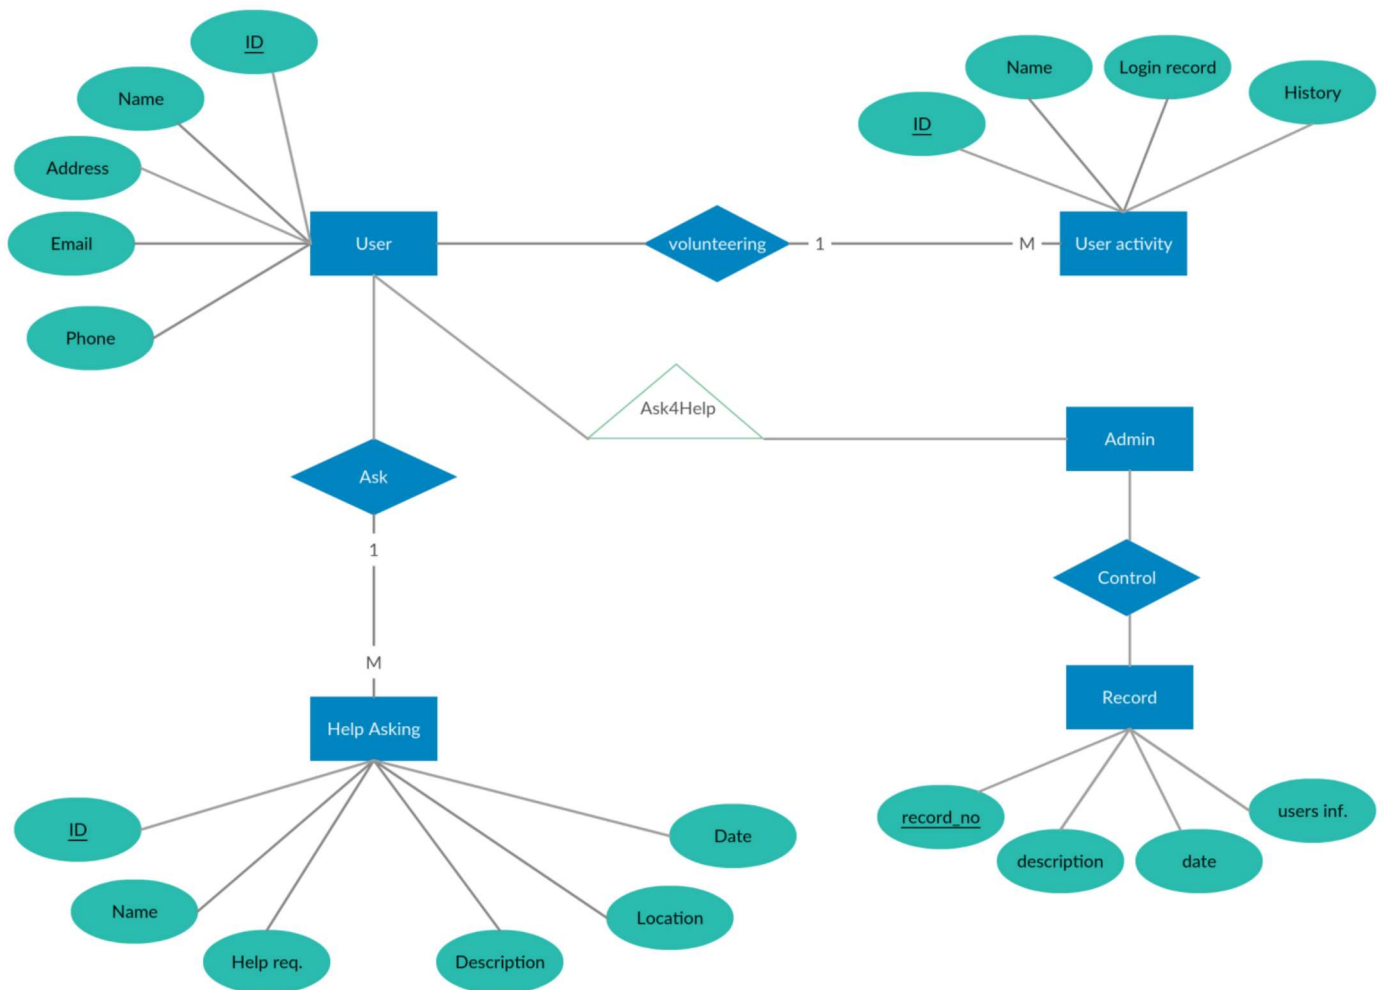 ID
Name
Address
Email
Phone
User
volunteering
1
M
User activity
ID
Name
Login record
History
Ask4Help
Admin
Ask
1
M
Control
Help Asking
Record
ID
Name
Help req.
Description
Location
Date
record_no
description
date
users inf.